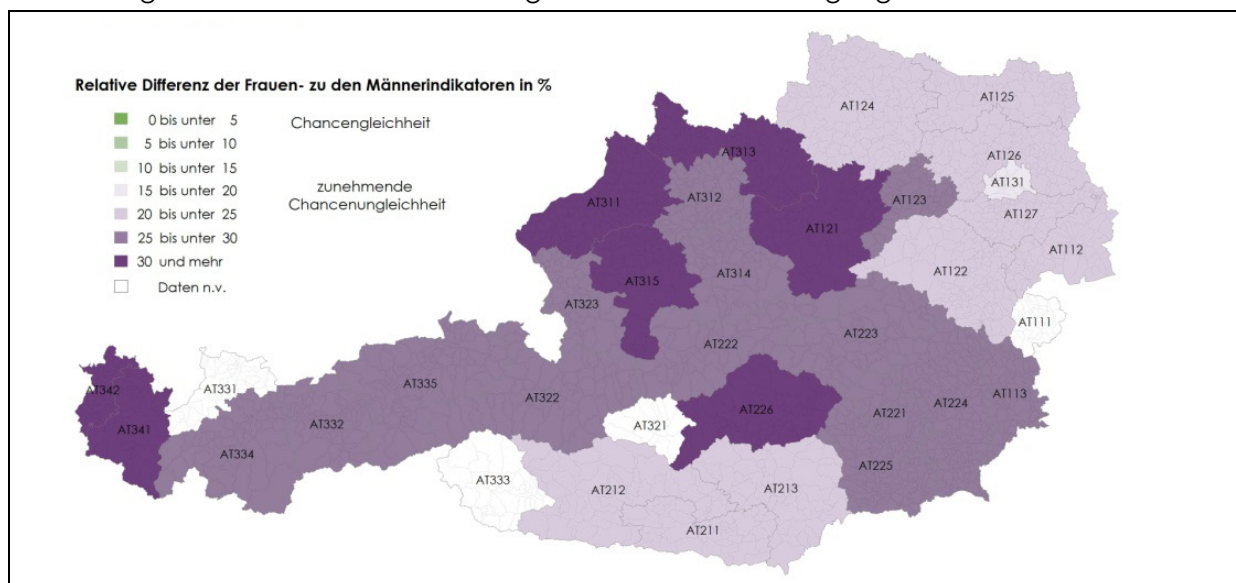 Relative Differenz der Frauen- zu den Männerindikatoren in %
0 bis unter 5 Chancengleichheit
5 bis unter 10
10 bis unter 15
15 bis unter 20 zunehmende
20 bis unter 25 Chancenungleichheit
25 bis unter 30
30 und mehr
Daten n.v.
AT124
AT125
AT126
AT131
AT313
AT312
AT123
AT311
AT121
AT127
AT112
AT122
AT315
AT314
AT323
AT111
AT223
AT222
AT342
AT331
AT335
AT322
AT113
AT341
AT332
AT226
AT221
AT224
AT321
AT334
AT225
AT333
AT212
AT213
AT211